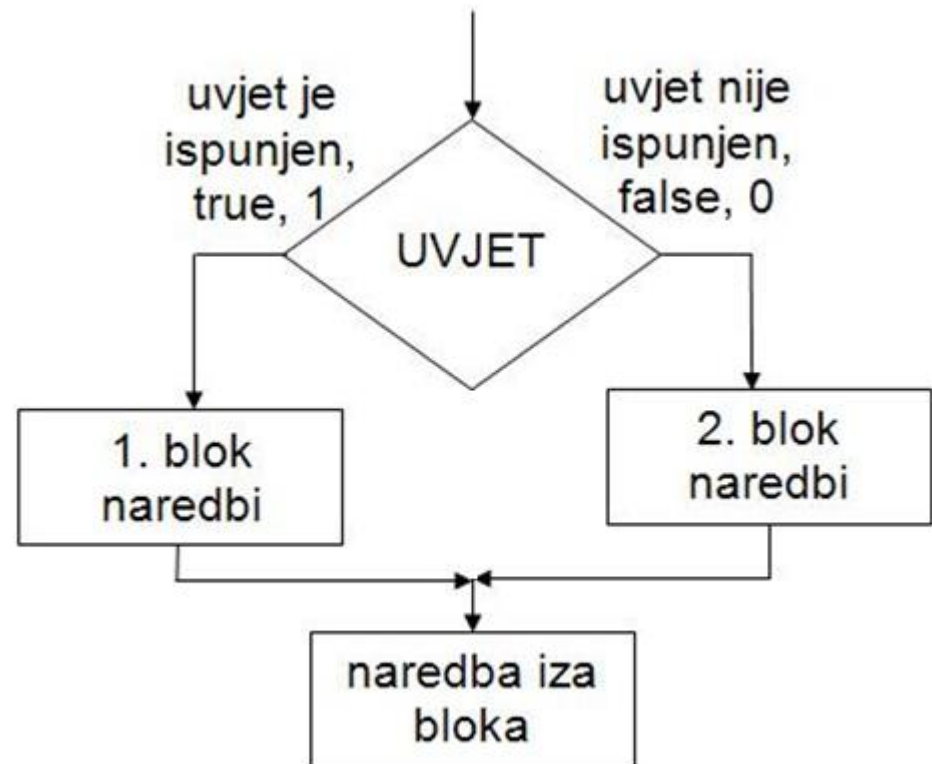 uvjet je
ispunjen,
true, 1
uvjet nije
ispunjen,
false, 0
UVJET
1. blok
naredbi
2. blok
naredbi
naredba iza
bloka